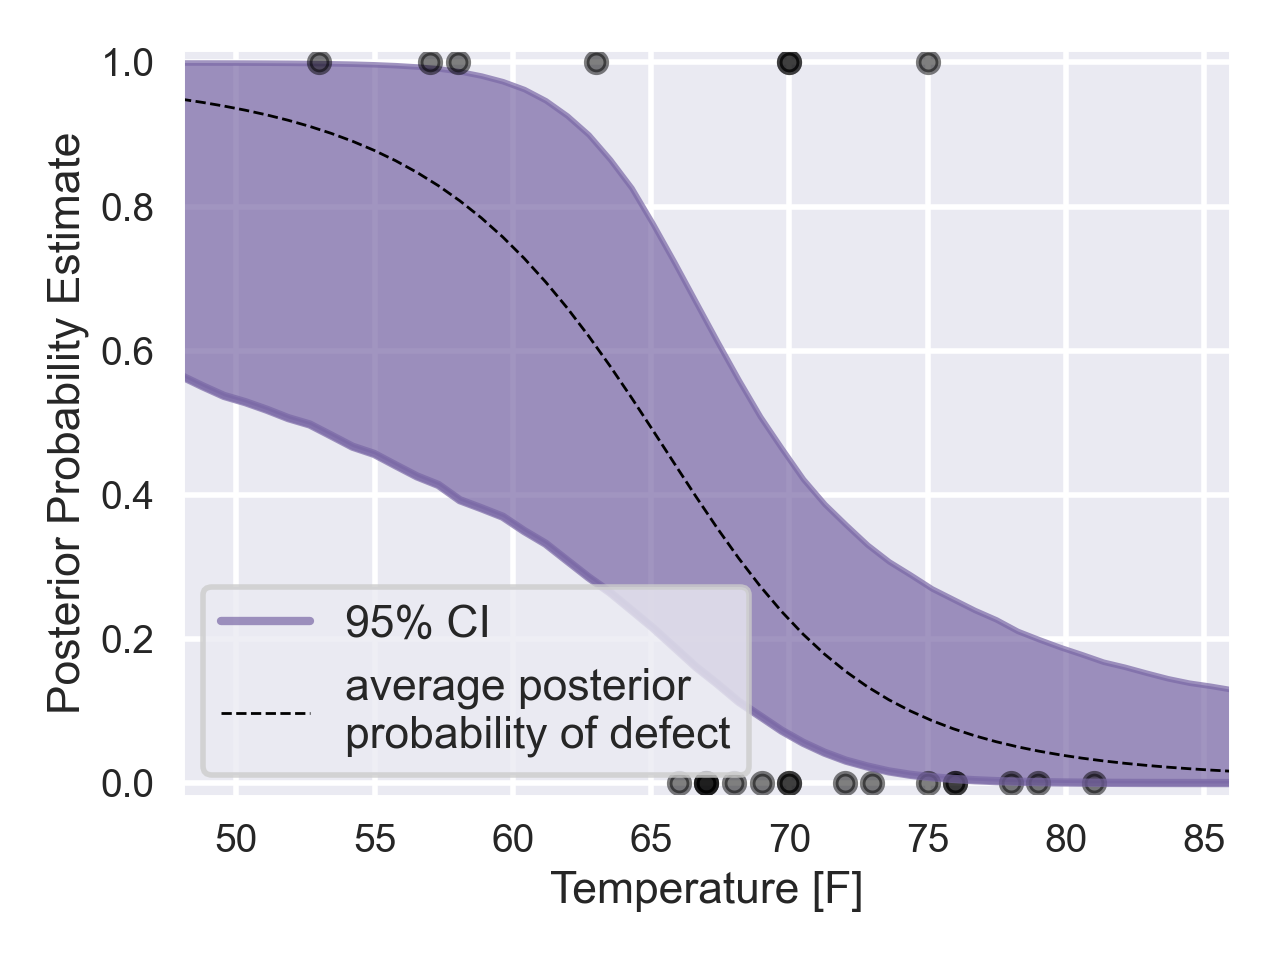 1.0
0.8
0.6
0.4
0.2
0.0
Posterior Probability Estimate
95% CI
average posterior
probability of defect
50 55 60 65 70 75 80 85
Temperature [F]